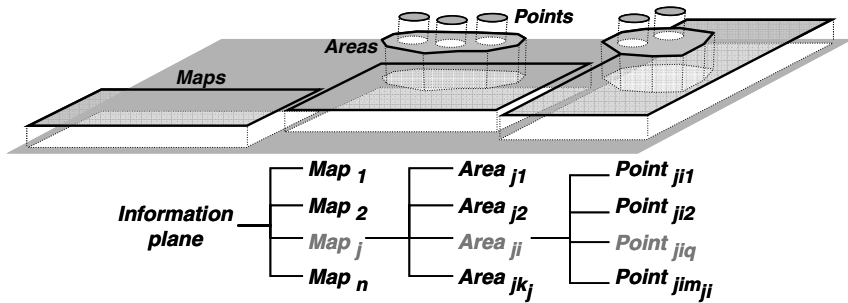 Points
Areas
Maps
Map 1 Area j1 Point ji1
Map 2 Area j2 Point ji2
Information
plane
Map j Area ji Point jiq
Map n Area jkj Point jimji